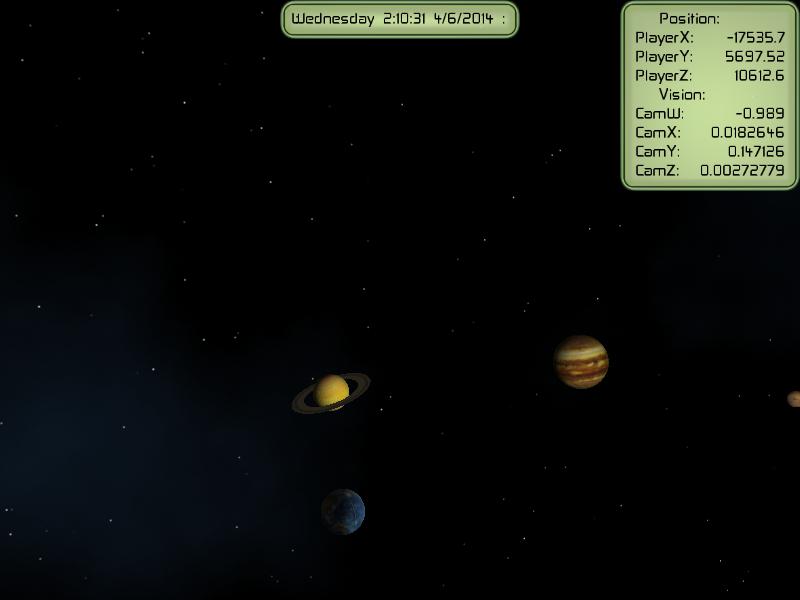 Wednesday 2:10:31 4/6/2014 :
Position:
PlayerX: -17535.7
PlayerY: 5697.52
PlayerZ: 10612.6
Vision:
CamW: -0.989
CamX: 0.0182646
CamY: 0.147126
CamZ: 0.00272779